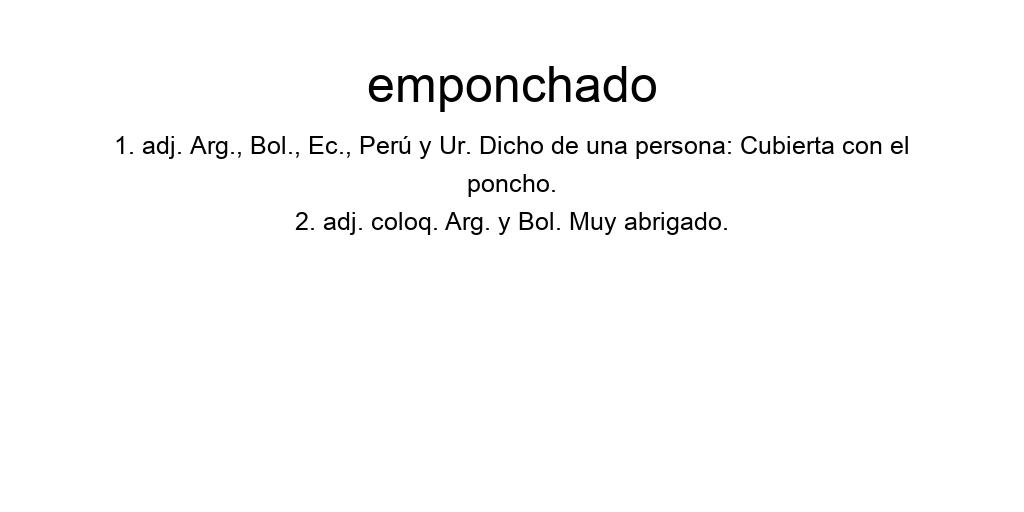 emponchado
1. adj. Arg., Bol., Ec., Perú y Ur. Dicho de una persona: Cubierta con el
poncho.
2. adj. coloq. Arg. y Bol. Muy abrigado.